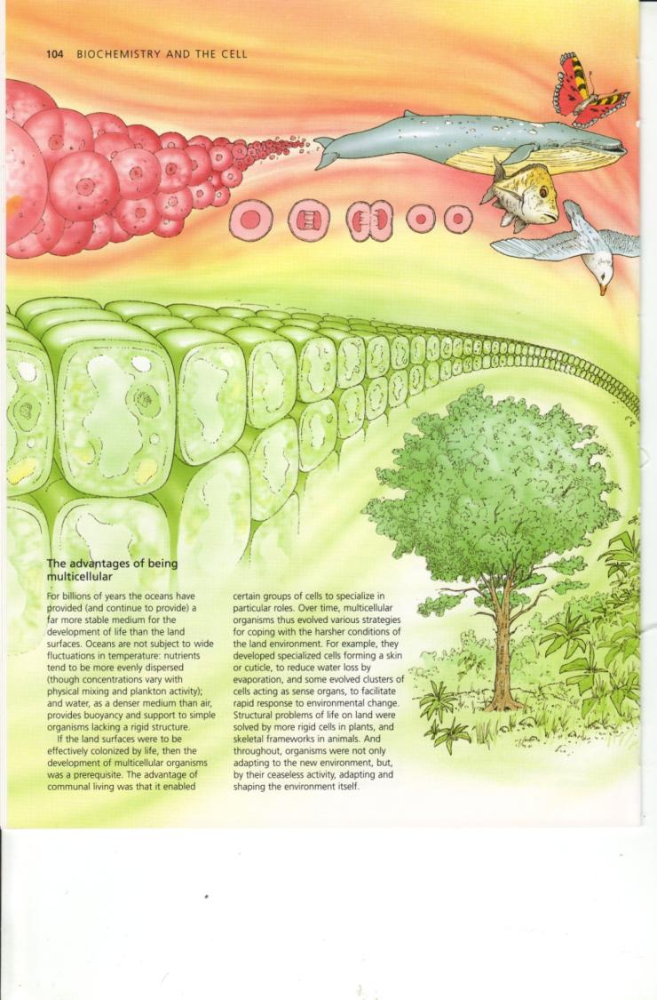 104 BIOCHEMISTRY AND THE CELL
The advantages of being
multicellular
For billions of years the oceans have
provided (and continue to provide) a
far more stable medium for the
development of life than the land
surfaces. Oceans are not subject to wide
fluctuations in temperature: nutrients
tend to be more evenly dispersed
(though concentrations vary with
physical mixing and plankton activity);
and water, as a denser medium than air,
provides buoyancy and support to simple
organisms lacking a rigid structure.
If the land surfaces were to be
effectively colonized by life, then the
development of multicellular organisms
was a prerequisite. The advantage of
communal living was that it enabled
certain groups of cells to specialize in
particular roles. Over time, multicellular
organisms thus evolved various strategies
for coping with the harsher conditions of
the land environment. For example, they
developed specialized cells forming a skin
or cuticle, to reduce water loss by
evaporation, and some evolved clusters of
cells acting as sense organs, to facilitate
rapid response to environmental change.
Structural problems of life on land were
solved by more rigid cells in plants, and
skeletal frameworks in animals. And
throughout, organisms were not only
adapting to the new environment, but,
by their ceaseless activity, adapting and
shaping the environment itself.